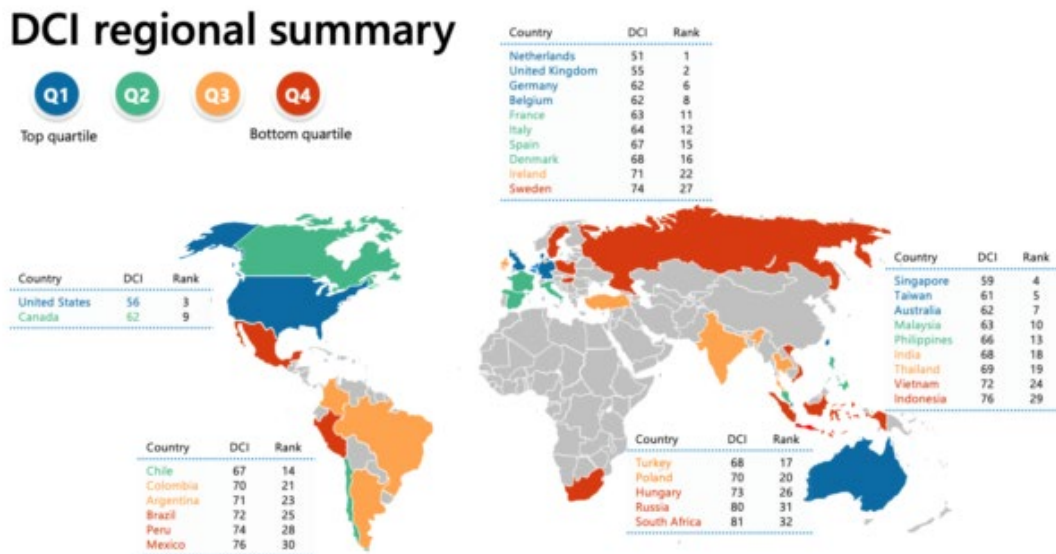 DCI regional summary
Q1 Q2 Q3 Q4
Top quartile Bottom quartile
Country DCI Rank
Netherlands 51 1
United Kingdom 55 2
Germany 62 6
Belgium 62 8
France 63 11
Italy 64 12
Spain 67 15
Denmark 68 16
Ireland 71 22
Sweden 74 27
Country DCI Rank
United States 56 3
Canada 62 9
Country DCI Rank
Singapore 59 4
Taiwan 61 5
Australia 62 7
Malaysia 63 10
Philippines 66 13
India 68 18
Thailand 69 19
Vietnam 72 24
Indonesia 76 29
Country DCI Rank
Chile 67 14
Colombia 70 21
Argentina 71 23
Brazil 72 25
Peru 74 28
Mexico 76 30
Country DCI Rank
Turkey 68 17
Poland 70 20
Hungary 73 26
Russia 80 31
South Africa 81 32